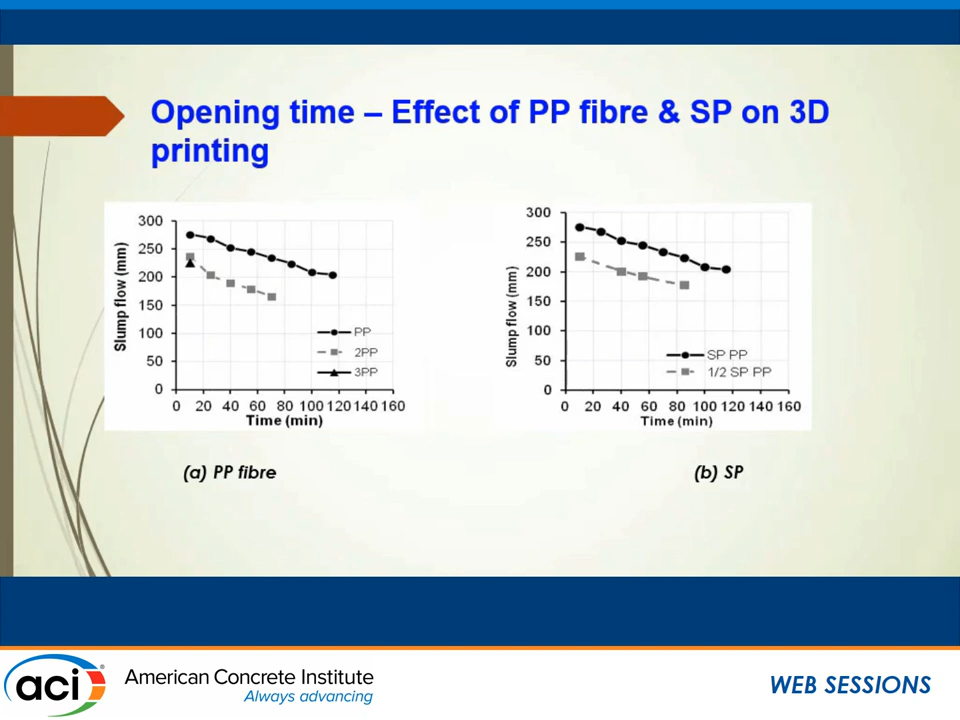 Opening time – Effect of PP fibre & SP on 3D
printing
300
250
200
150
100
50
0
Slump flow (mm)
PP
2PP
3PP
0 20 40 60 80 100 120 140 160
Time (min)
300
250
200
150
100
50
0
Slump flow (mm)
SP PP
1/2 SP PP
0 20 40 60 80 100 120 140 160
Time (min)
(a) PP fibre
(b) SP
aci®
American Concrete Institute
Always advancing
WEB SESSIONS